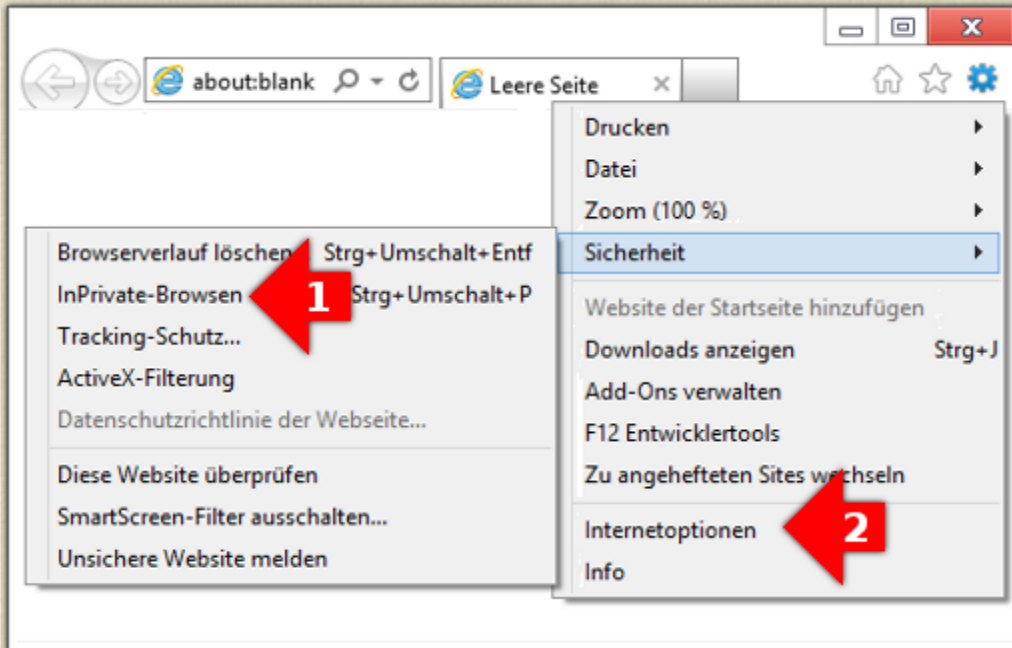 about:blank
Leere Seite
Drucken
Datei
Zoom (100 %)
Sicherheit
Website der Startseite hinzufügen
Downloads anzeigen Strg+J
Add-Ons verwalten
F12 Entwicklertools
Zu angehefteten Sites wechseln
Internetoptionen 2
Info
Browserverlauf löschen Strg+Umschalt+Entf
InPrivate-Browsen 1 Strg+Umschalt+P
Tracking-Schutz...
ActiveX-Filterung
Datenschutzrichtlinie der Webseite...
Diese Website überprüfen
SmartScreen-Filter ausschalten...
Unsichere Website melden